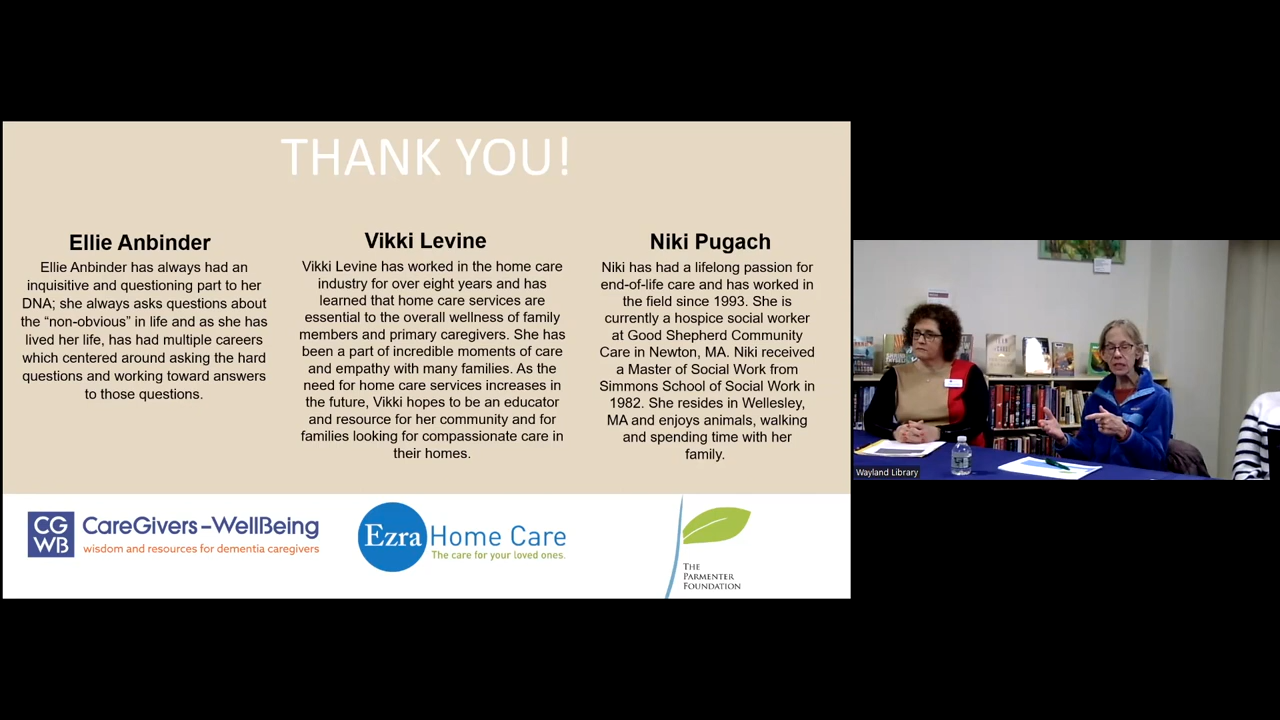 THANK YOU!
Ellie Anbinder
Ellie Anbinder has always had an
inquisitive and questioning part to her
DNA; she always asks questions about
the “non-obvious” in life and as she has
lived her life, has had multiple careers
which centered around asking the hard
questions and working toward answers
to those questions.
Vikki Levine
Vikki Levine has worked in the home care
industry for over eight years and has
learned that home care services are
essential to the overall wellness of family
members and primary caregivers. She has
been a part of incredible moments of care
and empathy with many families. As the
need for home care services increases in
the future, Vikki hopes to be an educator
and resource for her community and for
families looking for compassionate care in
their homes.
Niki Pugach
Niki has had a lifelong passion for
end-of-life care and has worked in
the field since 1993. She is
currently a hospice social worker
at Good Shepherd Community
Care in Newton, MA. Niki received
a Master of Social Work from
Simmons School of Social Work in
1982. She resides in Wellesley,
MA and enjoys animals, walking
and spending time with her
family.
CG
WB
CareGivers–WellBeing
wisdom and resources for dementia caregivers
Ezra Home Care
The care for your loved ones.
THE
PARMENTER
FOUNDATION
Wayland Library